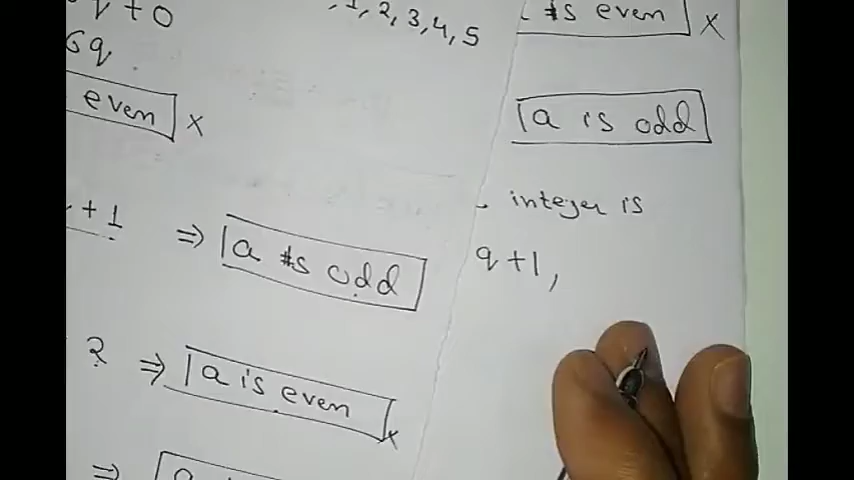 q + 0
1, 2, 3, 4, 5
6q
even x
+ 1 => a is odd
2 => a is even x
=> a
is even x
a is odd
integer is
q + 1,